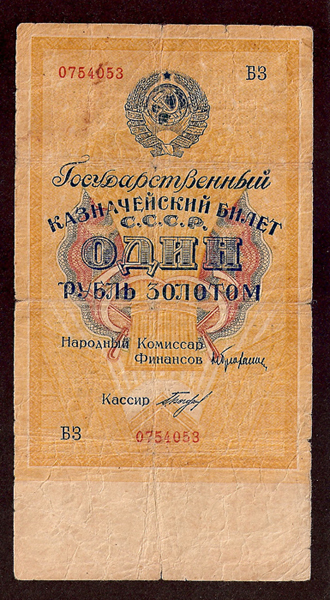 0754053 БЗ
Государственный
КАЗНАЧЕЙСКИЙ БИЛЕТ
С.С.С.Р.
ОДИН
РУБЛЬ ЗОЛОТОМ
Народный Комиссар
Финансов
Кассир
БЗ 0754053